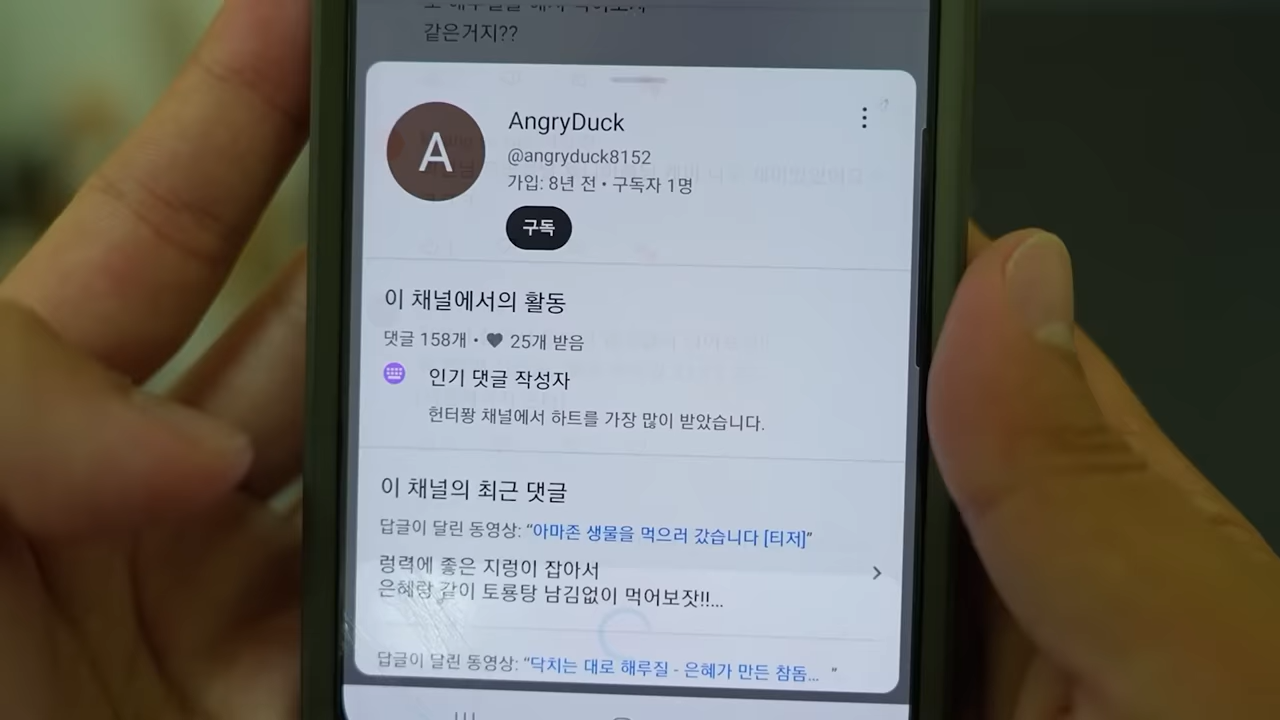 같은거지??
A
AngryDuck
@angryduck8152
가입: 8년 전 • 구독자 1명
구독
이 채널에서의 활동
댓글 158개 • ♥ 25개 받음
인기 댓글 작성자
헌터퐝 채널에서 하트를 가장 많이 받았습니다.
이 채널의 최근 댓글
답글이 달린 동영상: “아마존 생물을 먹으러 갔습니다 [티저]”
렁력에 좋은 지렁이 잡아서
은혜랑 같이 토룡탕 남김없이 먹어보잣!!...
답글이 달린 동영상: “닥치는 대로 해루질 - 은혜가 만든 참돔... ”